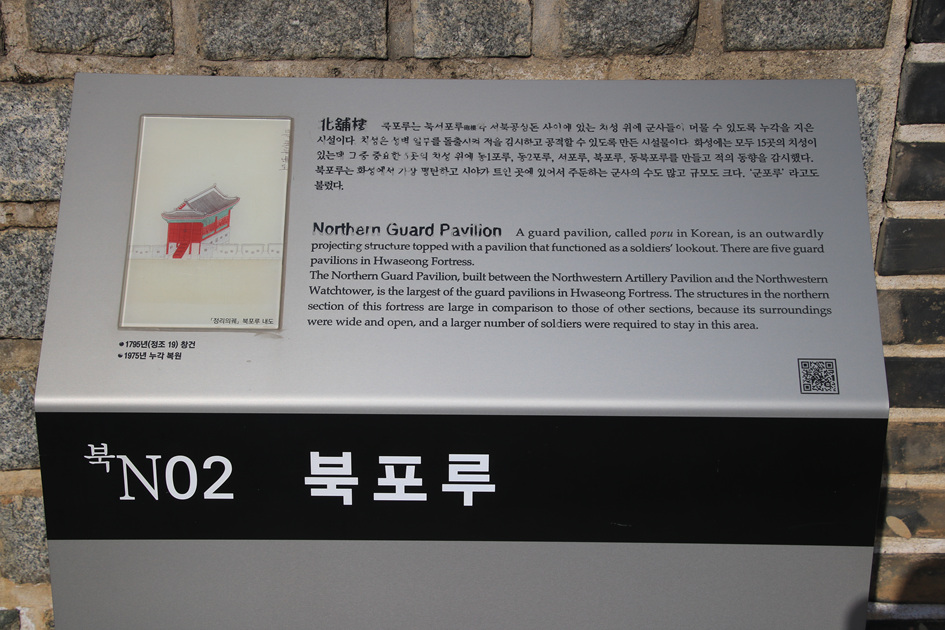 北舖樓 북포루는 북서포루와 서북공심돈 사이에 있는 치성 위에 군사들이 머물 수 있도록 누각을 지은
시설이다. 치성은 성벽 일부를 돌출시켜 적을 감시하고 공격할 수 있도록 만든 시설물이다. 화성에는 모두 15곳의 치성이
있는데 그 중 중요한 5곳의 치성 위에 동1포루, 동2포루, 서포루, 북포루, 동북포루를 만들고 적의 동향을 감시했다.
북포루는 화성에서 가장 평탄하고 시야가 트인 곳에 있어서 주둔하는 군사의 수도 많고 규모도 크다. '군포루' 라고도
불렀다.
Northern Guard Pavilion A guard pavilion, called poru in Korean, is an outwardly
projecting structure topped with a pavilion that functioned as a soldiers' lookout. There are five guard
pavilions in Hwaseong Fortress.
The Northern Guard Pavilion, built between the Northwestern Artillery Pavilion and the Northwestern
Watchtower, is the largest of the guard pavilions in Hwaseong Fortress. The structures in the northern
section of this fortress are large in comparison to those of other sections, because its surroundings
were wide and open, and a larger number of soldiers were required to stay in this area.
「정리의궤」 북포루 내도
1795년(정조 19) 창건
1975년 누각 복원
북N02 북포루